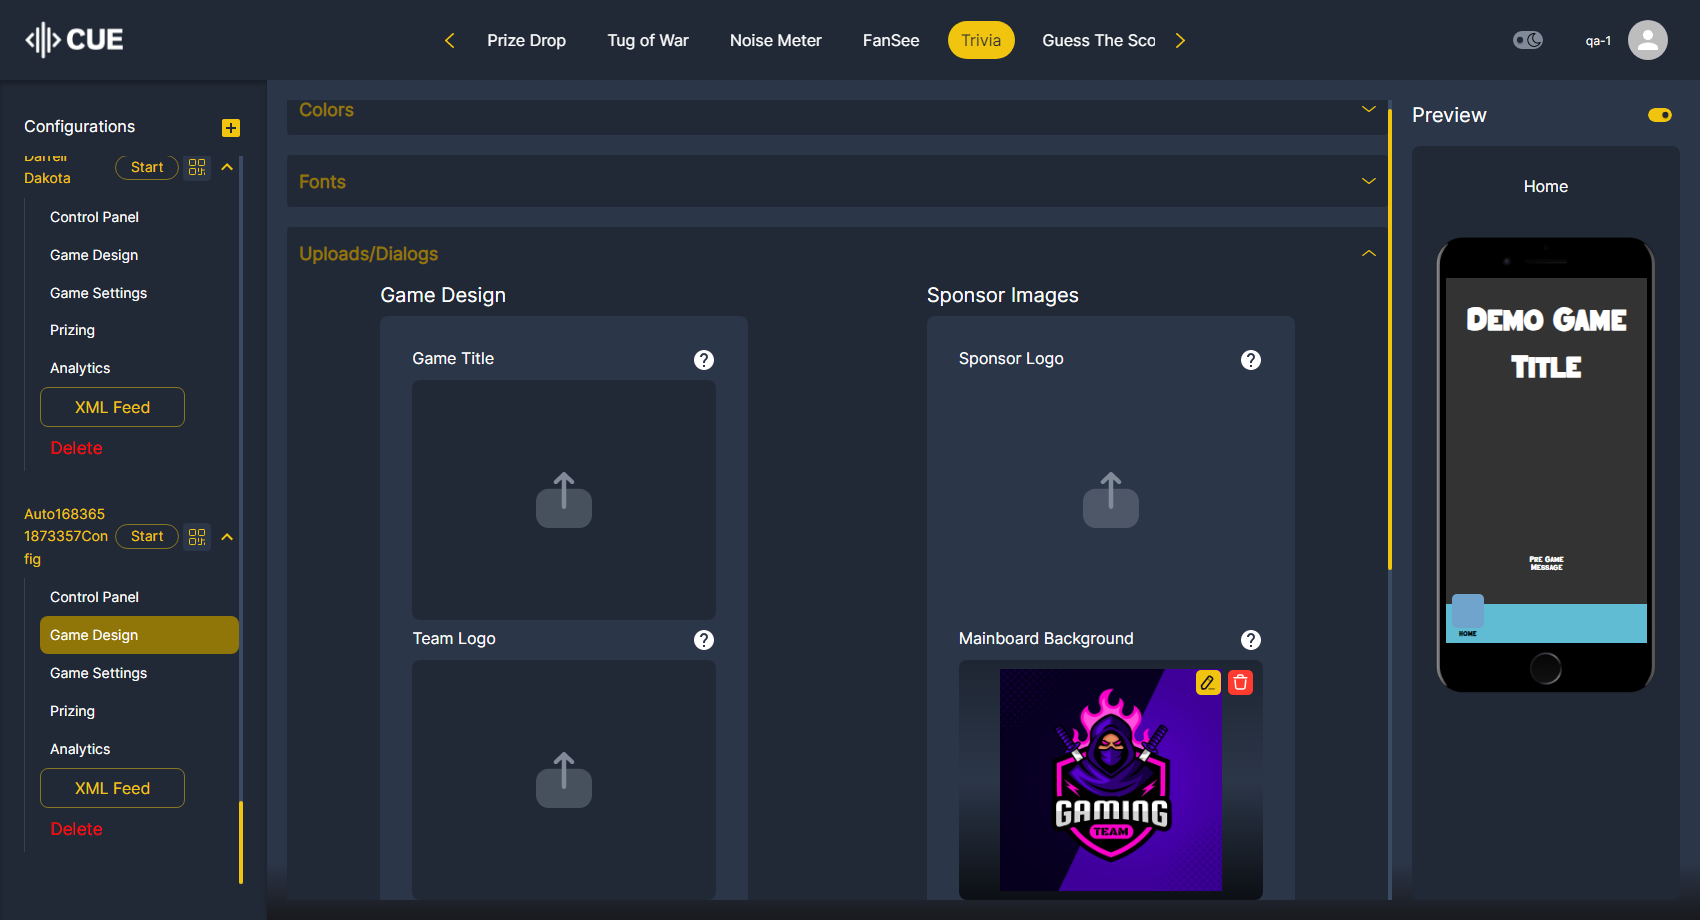 CUE
Prize Drop
Tug of War
Noise Meter
FanSee
Trivia
Guess The Sco
qa-1
Configurations
Darrell
Dakota
Start
Control Panel
Game Design
Game Settings
Prizing
Analytics
XML Feed
Delete
Auto168365
1873357Con
fig
Start
Control Panel
Game Design
Game Settings
Prizing
Analytics
XML Feed
Delete
Colors
Fonts
Uploads/Dialogs
Game Design
Game Title
Team Logo
Sponsor Images
Sponsor Logo
Mainboard Background
GAMING
TEAM
Preview
Home
Demo Game
Title
Pre Game
Message
HOME